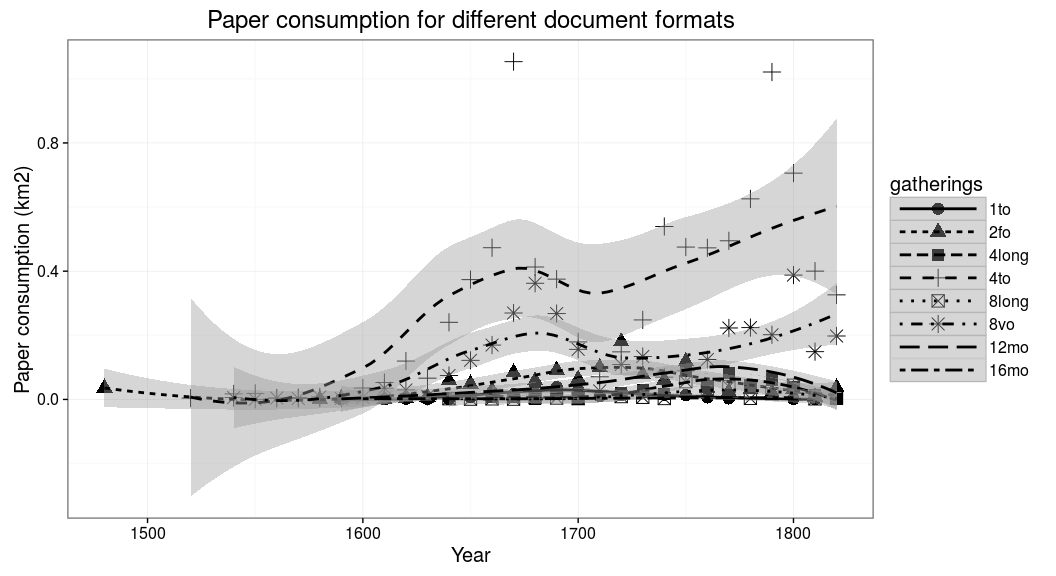 Paper consumption for different document formats
Paper consumption (km2)
0.8
0.4
0.0
1500
1600
1700
1800
Year
gatherings
1to
2fo
4long
4to
8long
8vo
12mo
16mo